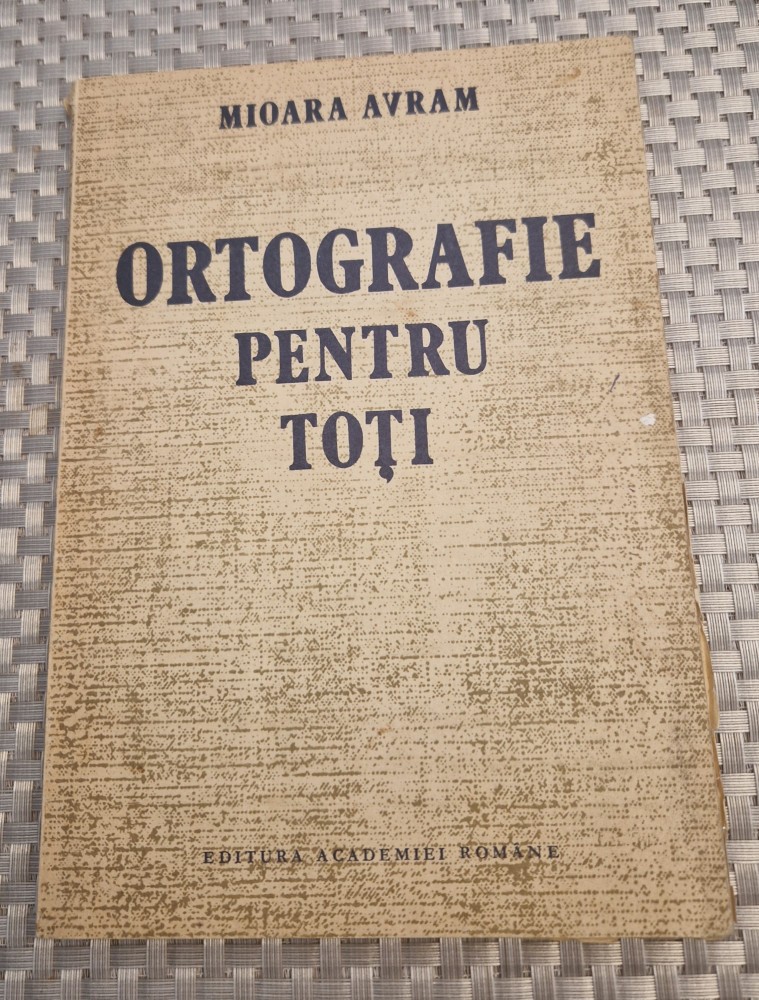 MIOARA AVRAM
ORTOGRAFIE
PENTRU
TOȚI
EDITURA ACADEMIEI ROMÂNE